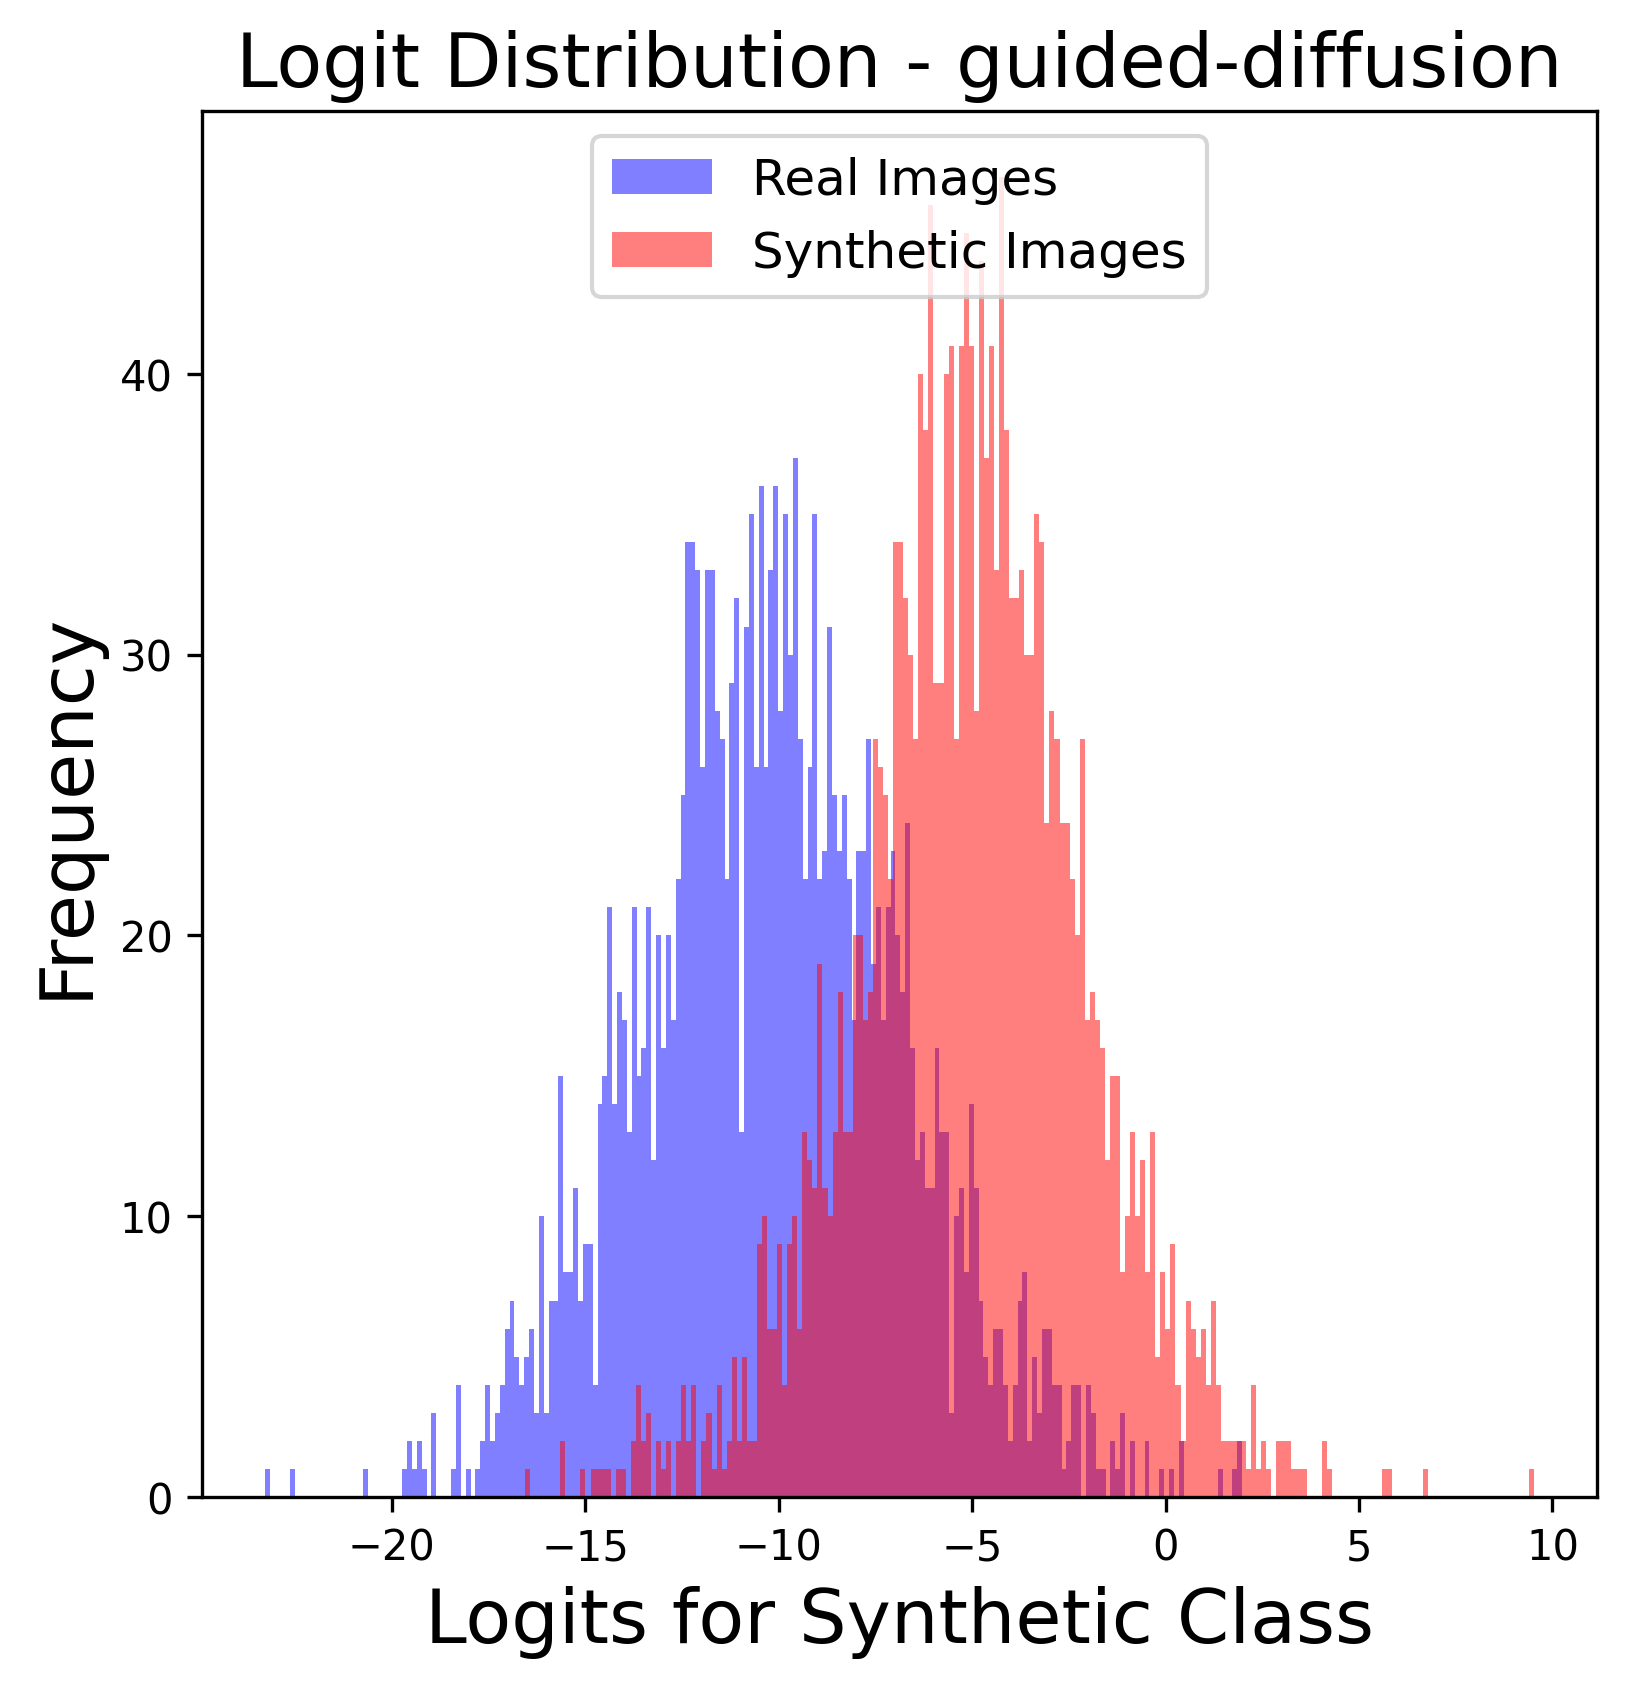 Logit Distribution - guided-diffusion
Real Images
Synthetic Images
Frequency
40
30
20
10
0
−20 −15 −10 −5 0 5 10
Logits for Synthetic Class